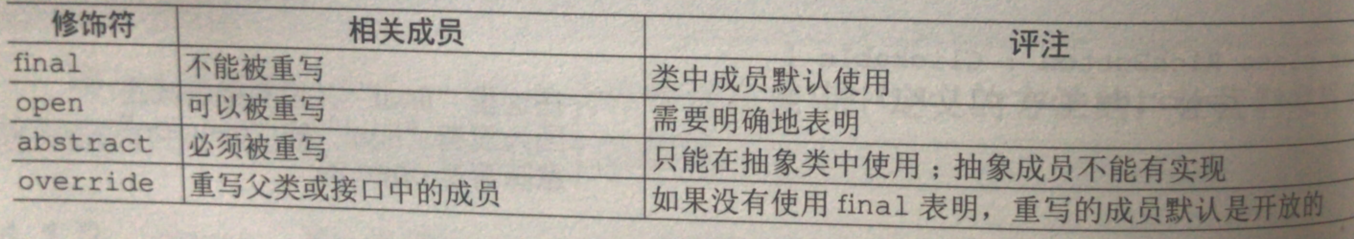 修饰符 相关成员 评注
final 不能被重写 类中成员默认使用
open 可以被重写 需要明确地表明
abstract 必须被重写 只能在抽象类中使用；抽象成员不能有实现
override 重写父类或接口中的成员 如果没有使用 final 表明，重写的成员默认是开放的